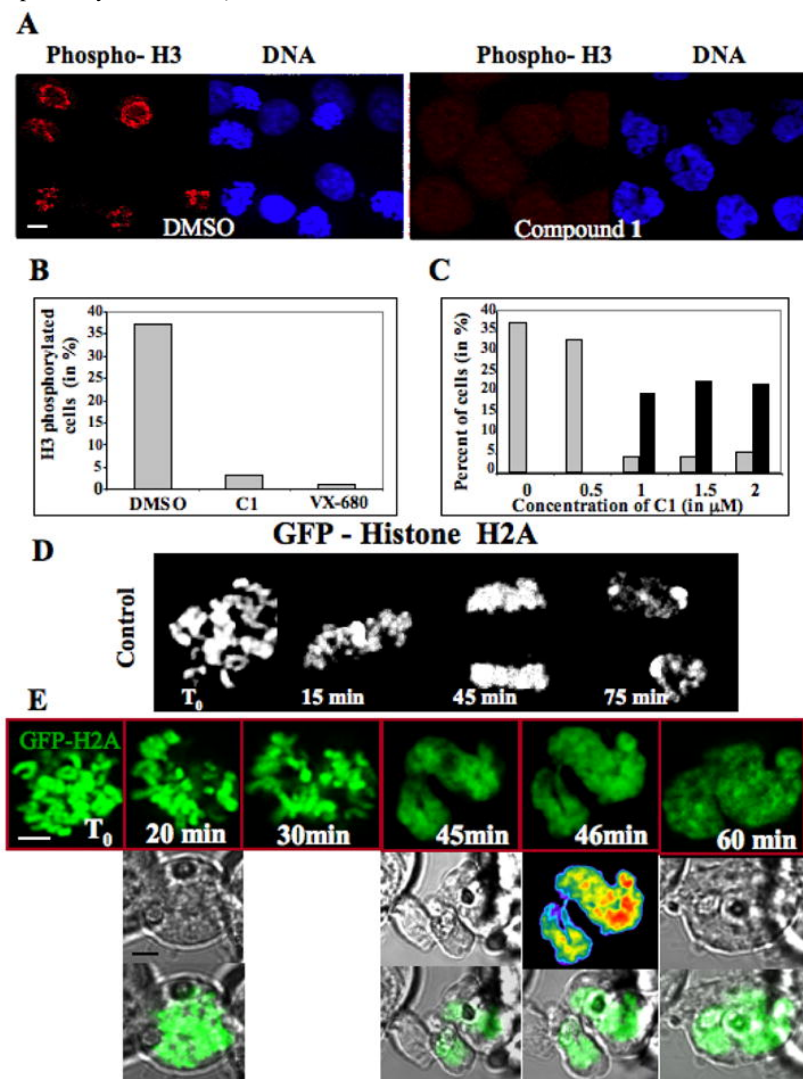 A
Phospho- H3 DNA Phospho- H3 DNA
DMSO Compound 1
B C
H3 phosphorylated
cells (in %)
40
35
30
25
20
15
10
5
0
DMSO C1 VX-680
Percent of cells (in %)
40
35
30
25
20
15
10
5
0
0 0.5 1 1.5 2
Concentration of C1 (in μM)
GFP - Histone H2A
D
Control
T0 15 min 45 min 75 min
E
GFP-H2A
T0 20 min 30min 45min 46min 60 min